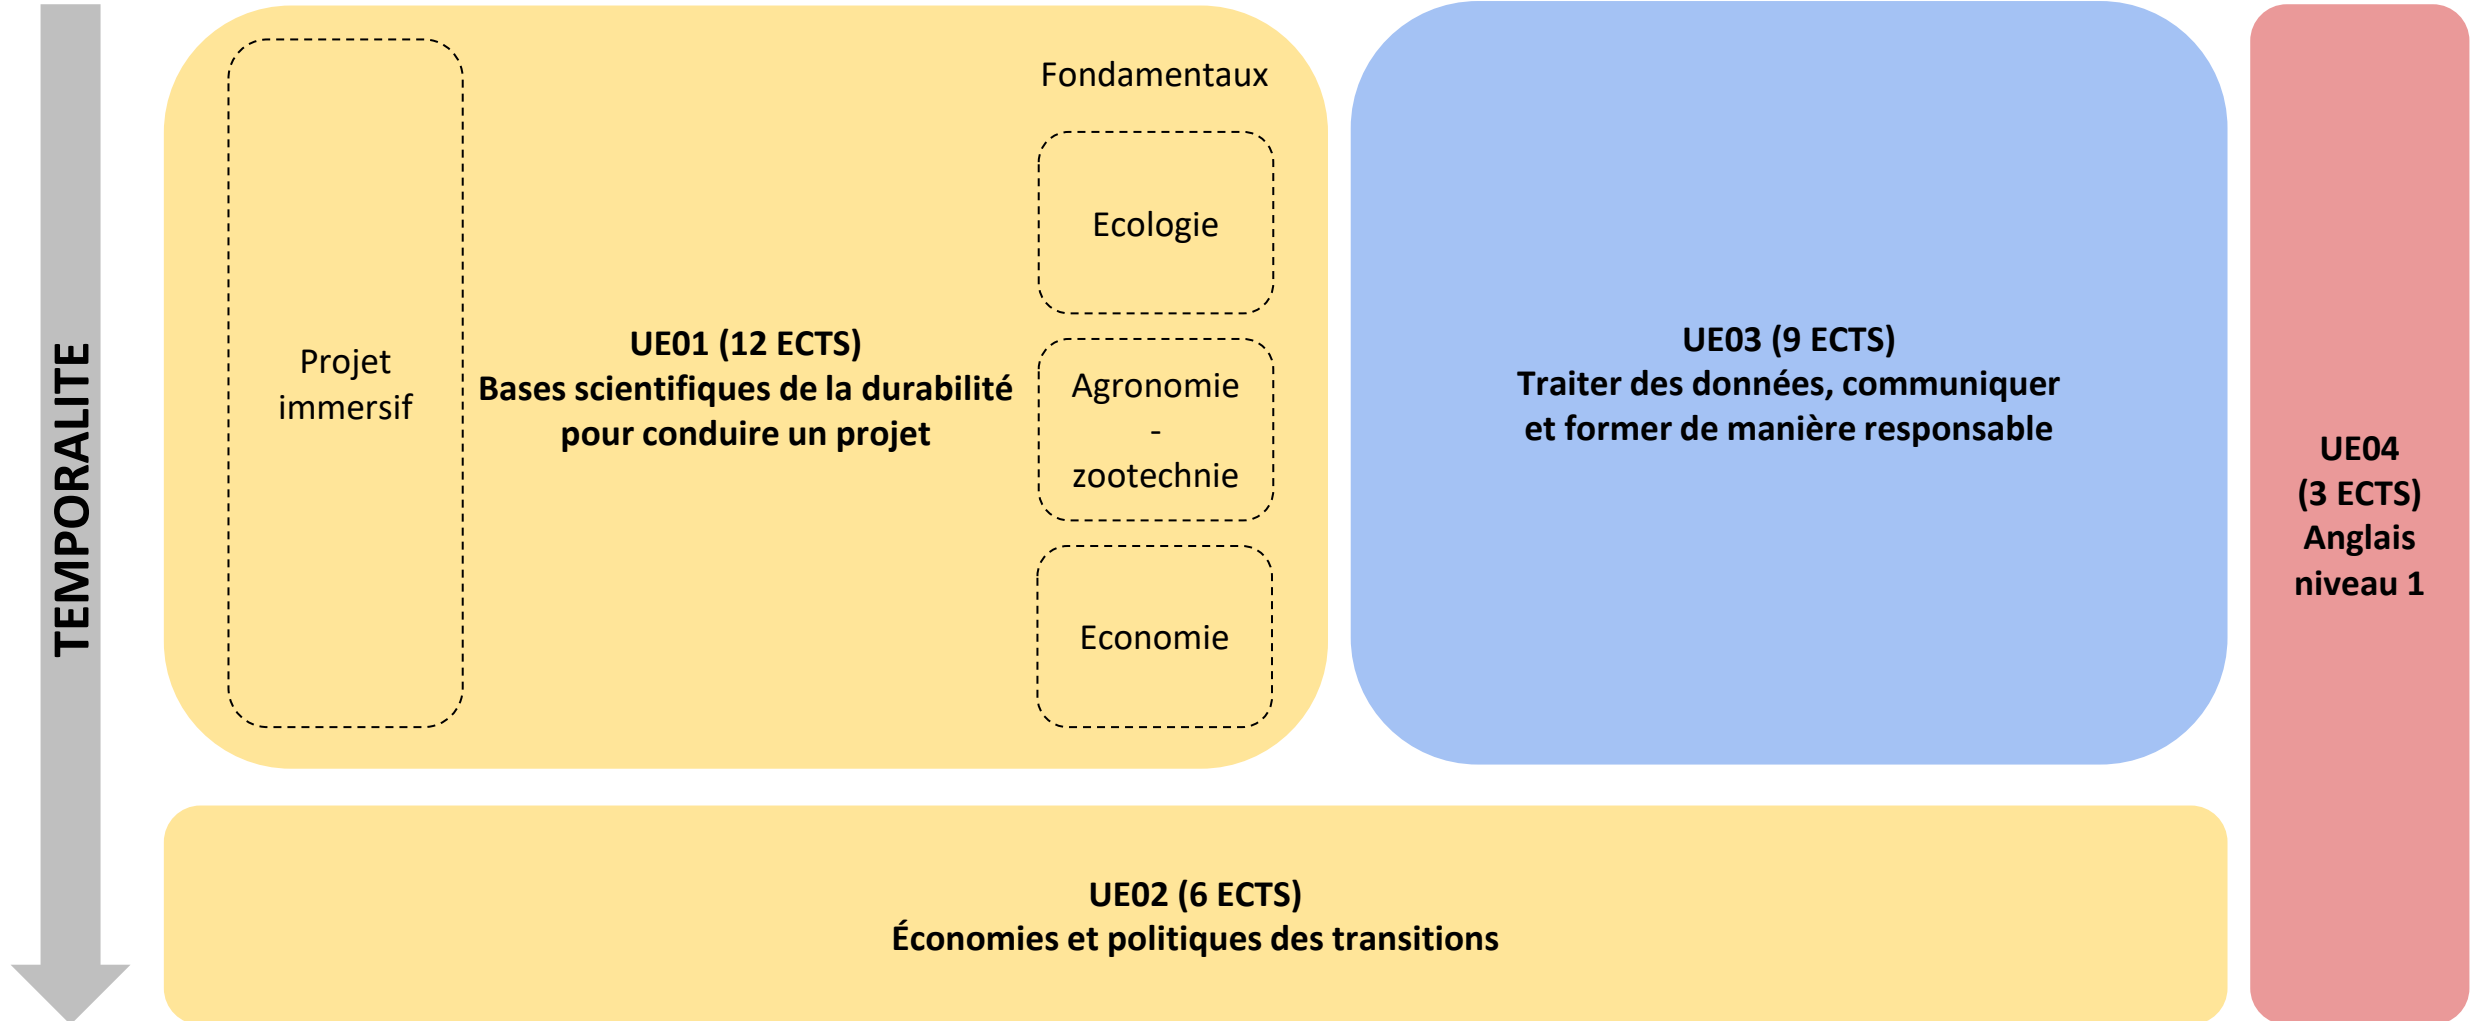 TEMPORALITE
Projet
immersif
UE01 (12 ECTS)
Bases scientifiques de la durabilité
pour conduire un projet
Fondamentaux
Ecologie
Agronomie
-
zootechnie
Economie
UE03 (9 ECTS)
Traiter des données, communiquer
et former de manière responsable
UE04
(3 ECTS)
Anglais
niveau 1
UE02 (6 ECTS)
Économies et politiques des transitions